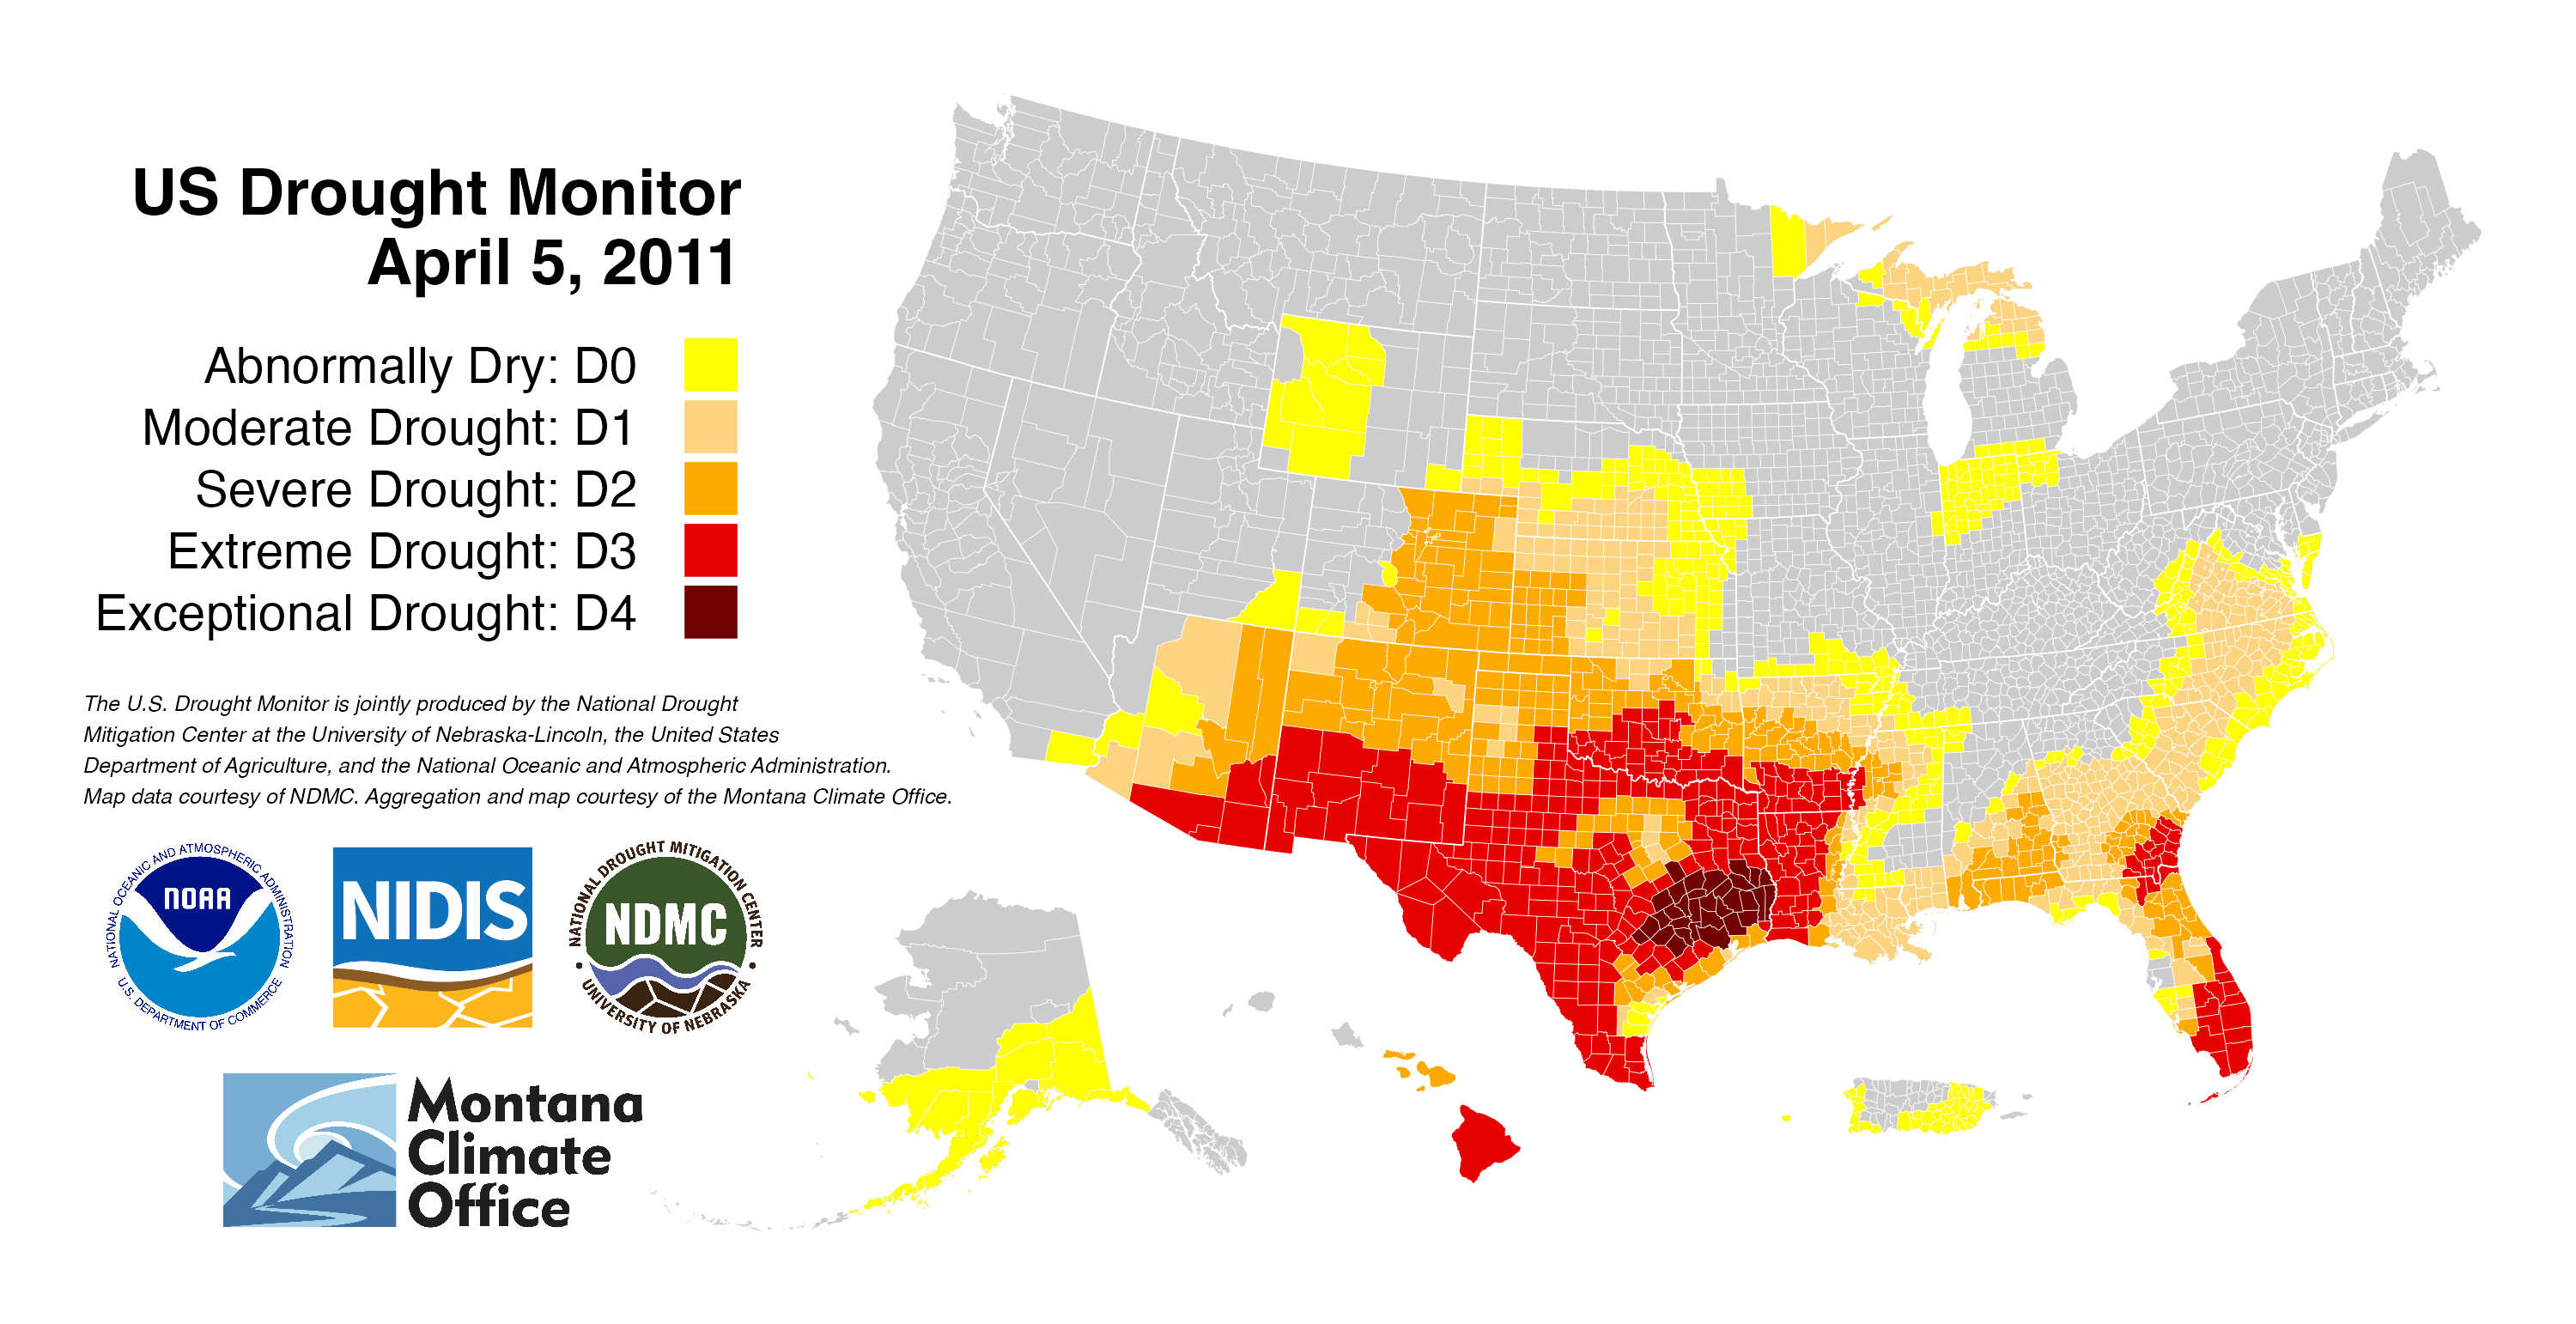 US Drought Monitor
April 5, 2011
Abnormally Dry: D0
Moderate Drought: D1
Severe Drought: D2
Extreme Drought: D3
Exceptional Drought: D4
The U.S. Drought Monitor is jointly produced by the National Drought
Mitigation Center at the University of Nebraska-Lincoln, the United States
Department of Agriculture, and the National Oceanic and Atmospheric Administration.
Map data courtesy of NDMC. Aggregation and map courtesy of the Montana Climate Office.
NATIONAL OCEANIC AND ATMOSPHERIC ADMINISTRATION
NOAA
U.S. DEPARTMENT OF COMMERCE
NIDIS
NATIONAL DROUGHT MITIGATION CENTER
NDMC
UNIVERSITY OF NEBRASKA
Montana
Climate
Office